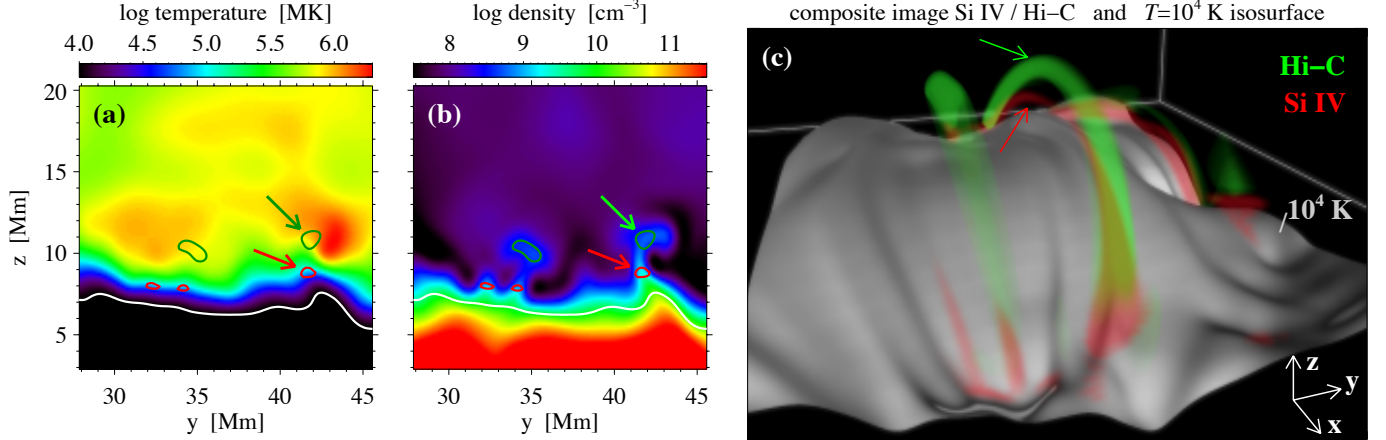 log temperature [MK]
4.0 4.5 5.0 5.5 6.0
log density [cm⁻³]
8 9 10 11
composite image Si IV / Hi–C and T=10⁴ K isosurface
(a)
(b)
(c)
Hi–C
Si IV
10⁴ K
z [Mm]
20
15
10
5
30 35 40 45
y [Mm]
30 35 40 45
y [Mm]
z
y
x